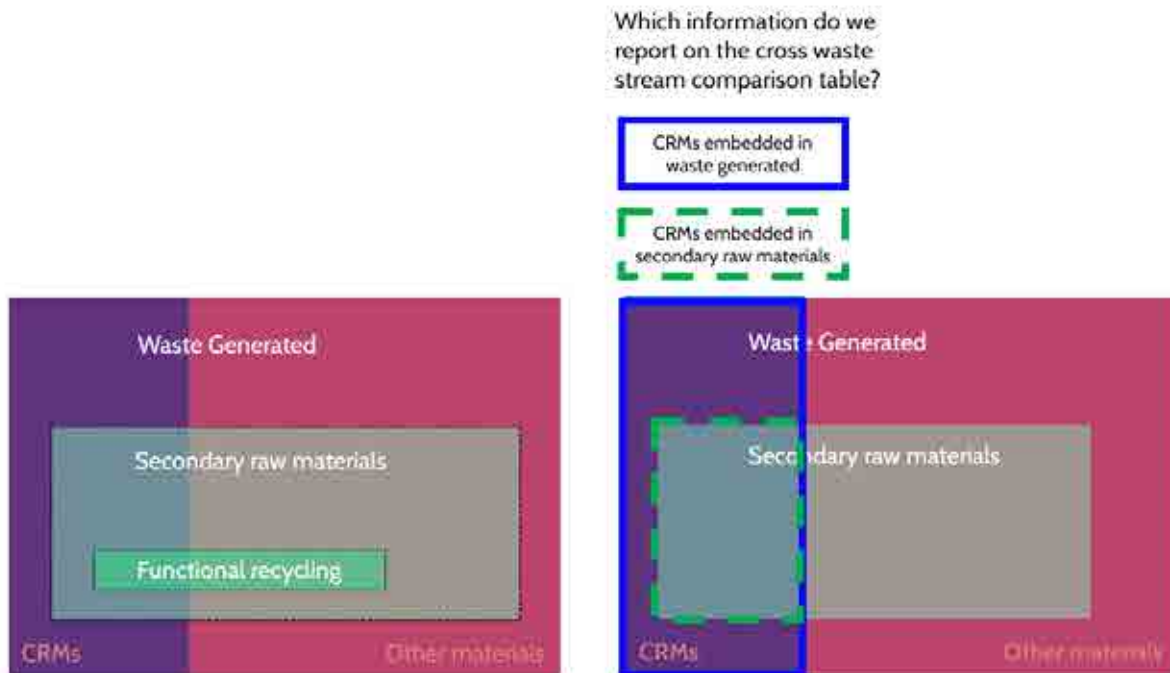 Which information do we
report on the cross waste
stream comparison table?
CRMs embedded in
waste generated
CRMs embedded in
secondary raw materials
Waste Generated
Secondary raw materials
Functional recycling
CRMs
Other materials
Waste Generated
Secondary raw materials
CRMs
Other materials